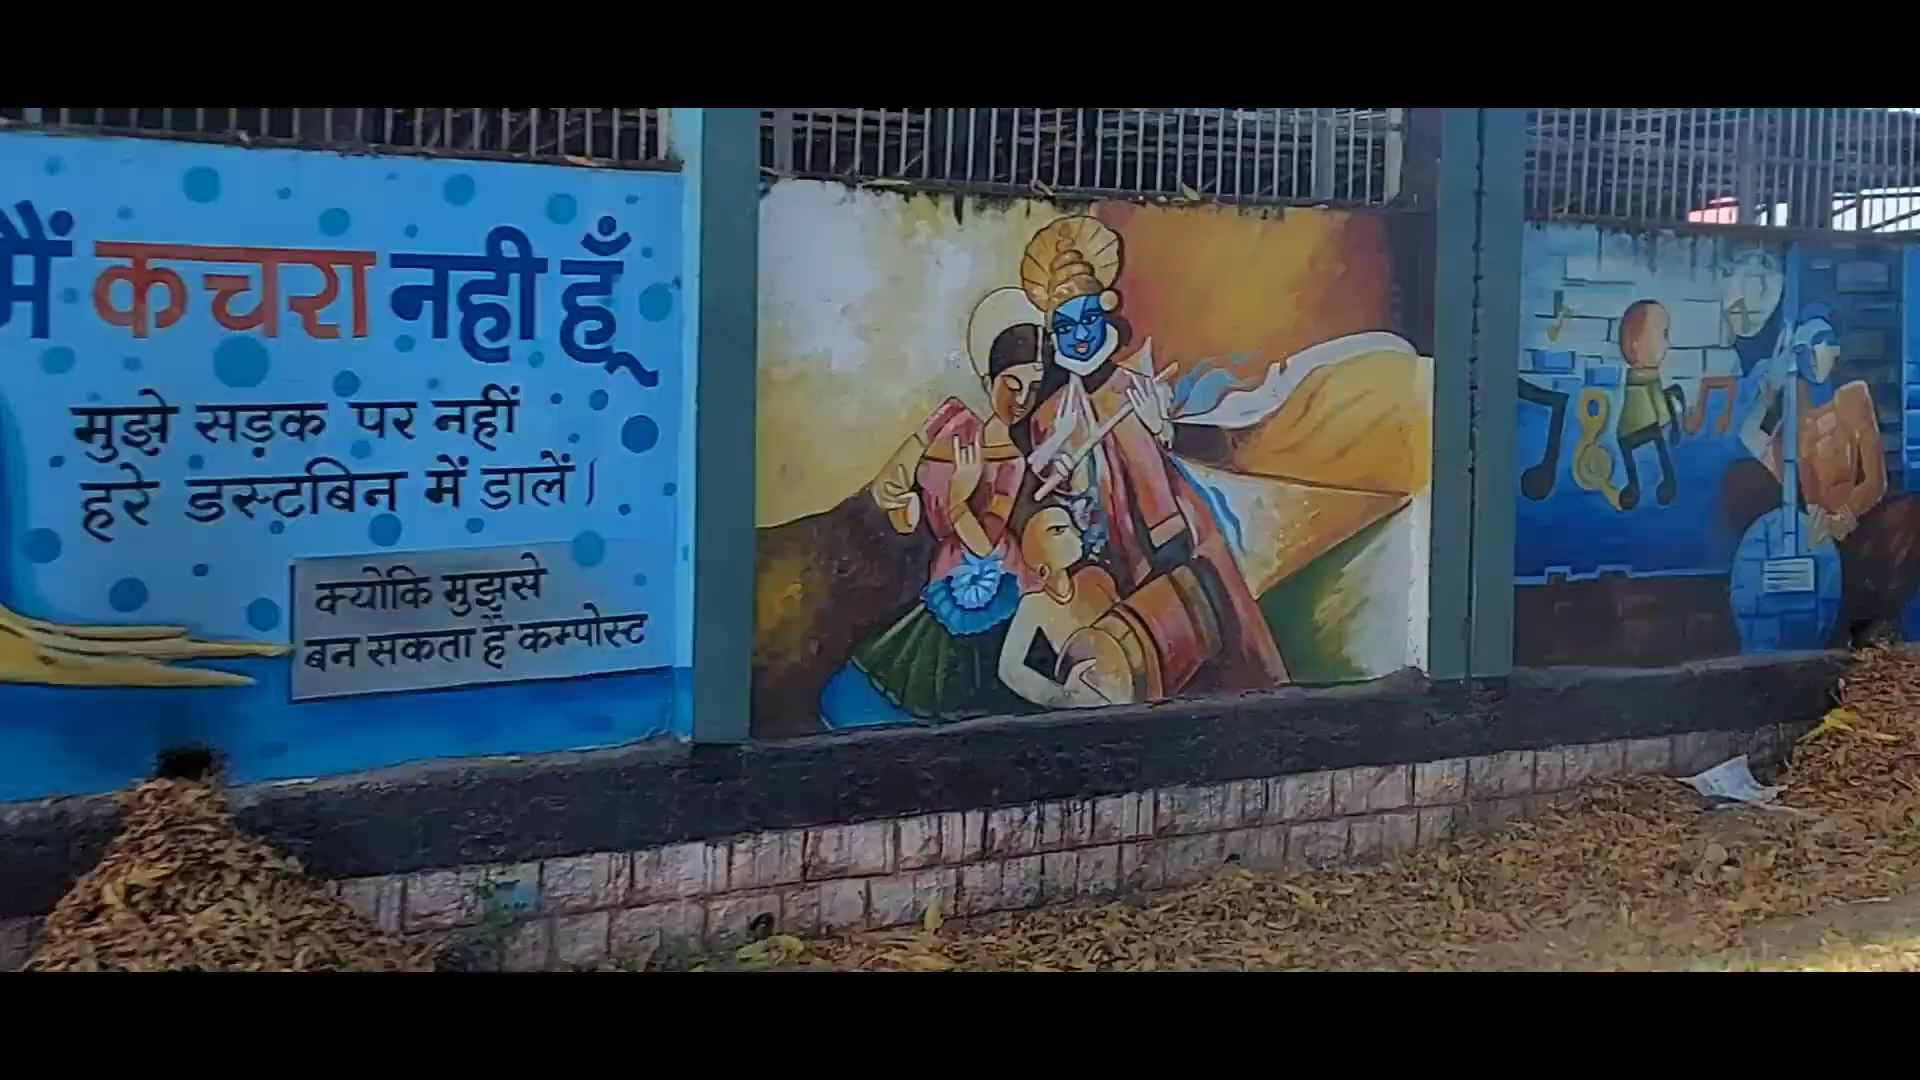 मैं कचरा नही हूँ
मुझे सड़क पर नहीं
हरे डस्टबिन में डालें।
क्योकि मुझसे
बन सकता हैं कम्पोस्ट